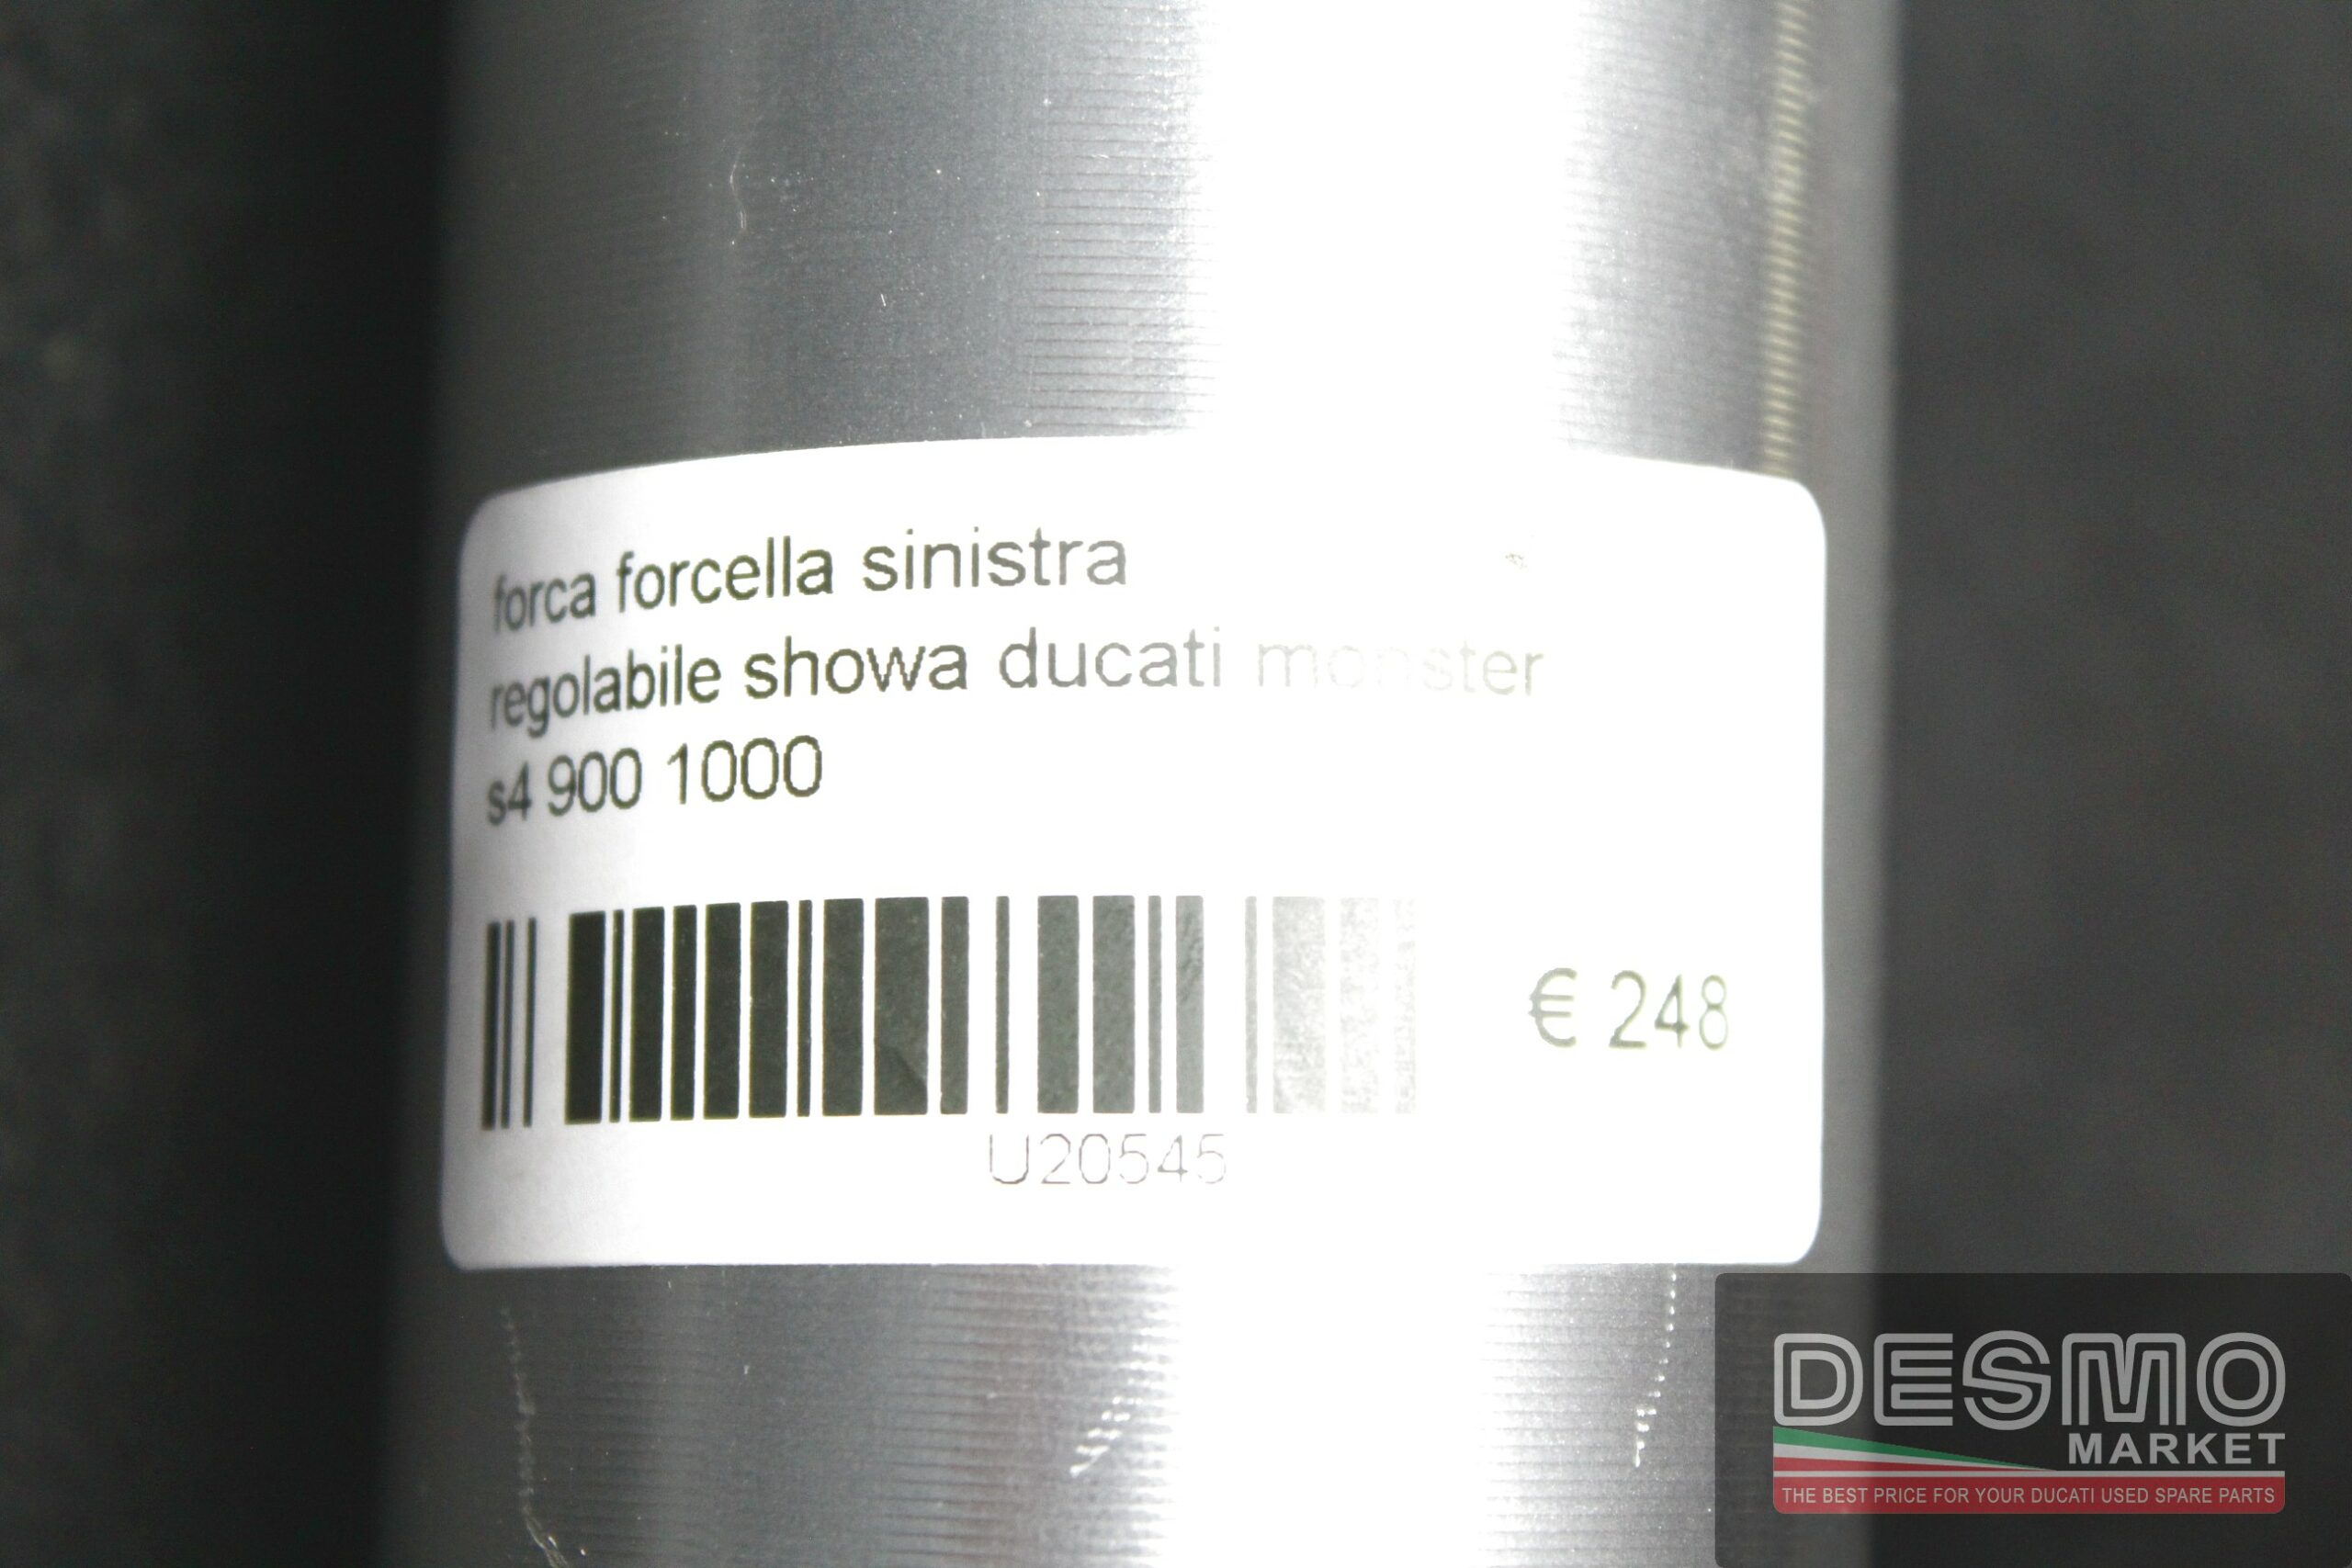 forca forcella sinistra
regolabile showa ducati monster
s4 900 1000
€ 248
U20545
DESMO
MARKET
THE BEST PRICE FOR YOUR DUCATI USED SPARE PARTS